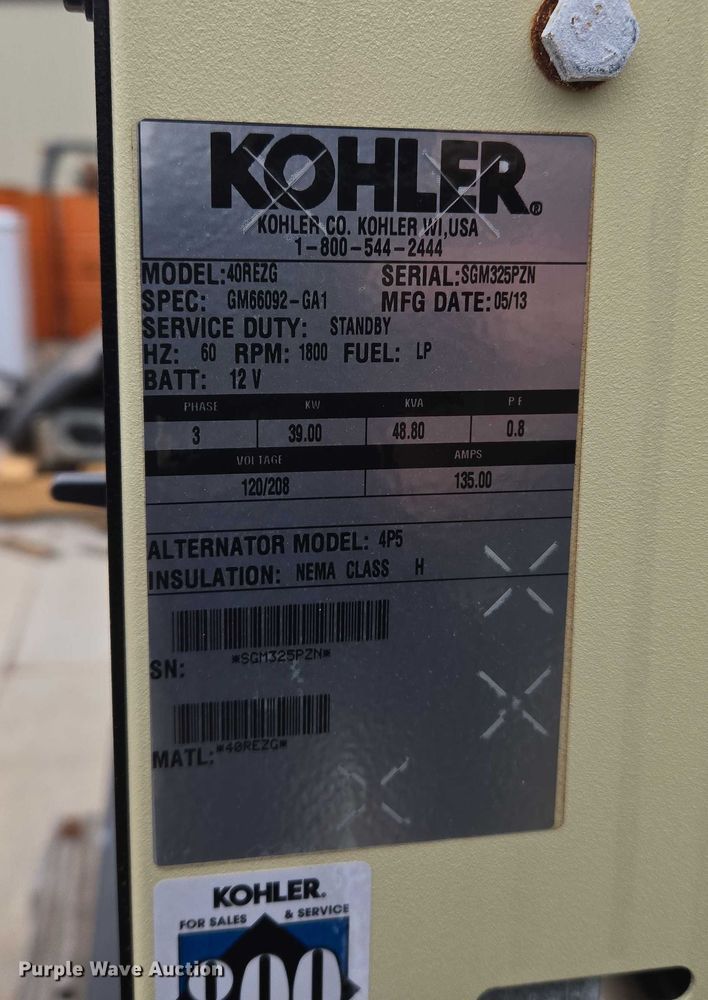 KOHLER®
KOHLER CO. KOHLER WI,USA
1-800-544-2444
MODEL: 40REZG SERIAL: SGM325PZN
SPEC: GM66092-GA1 MFG DATE: 05/13
SERVICE DUTY: STANDBY
HZ: 60 RPM: 1800 FUEL: LP
BATT: 12 V
PHASE KW KVA P.F
3 39.00 48.80 0.8
VOLTAGE AMPS
120/208 135.00
ALTERNATOR MODEL: 4P5
INSULATION: NEMA CLASS H
*SGM325PZN*
SN:
*40REZG*
MATL:
KOHLER®
FOR SALES & SERVICE
800
Purple Wave Auction